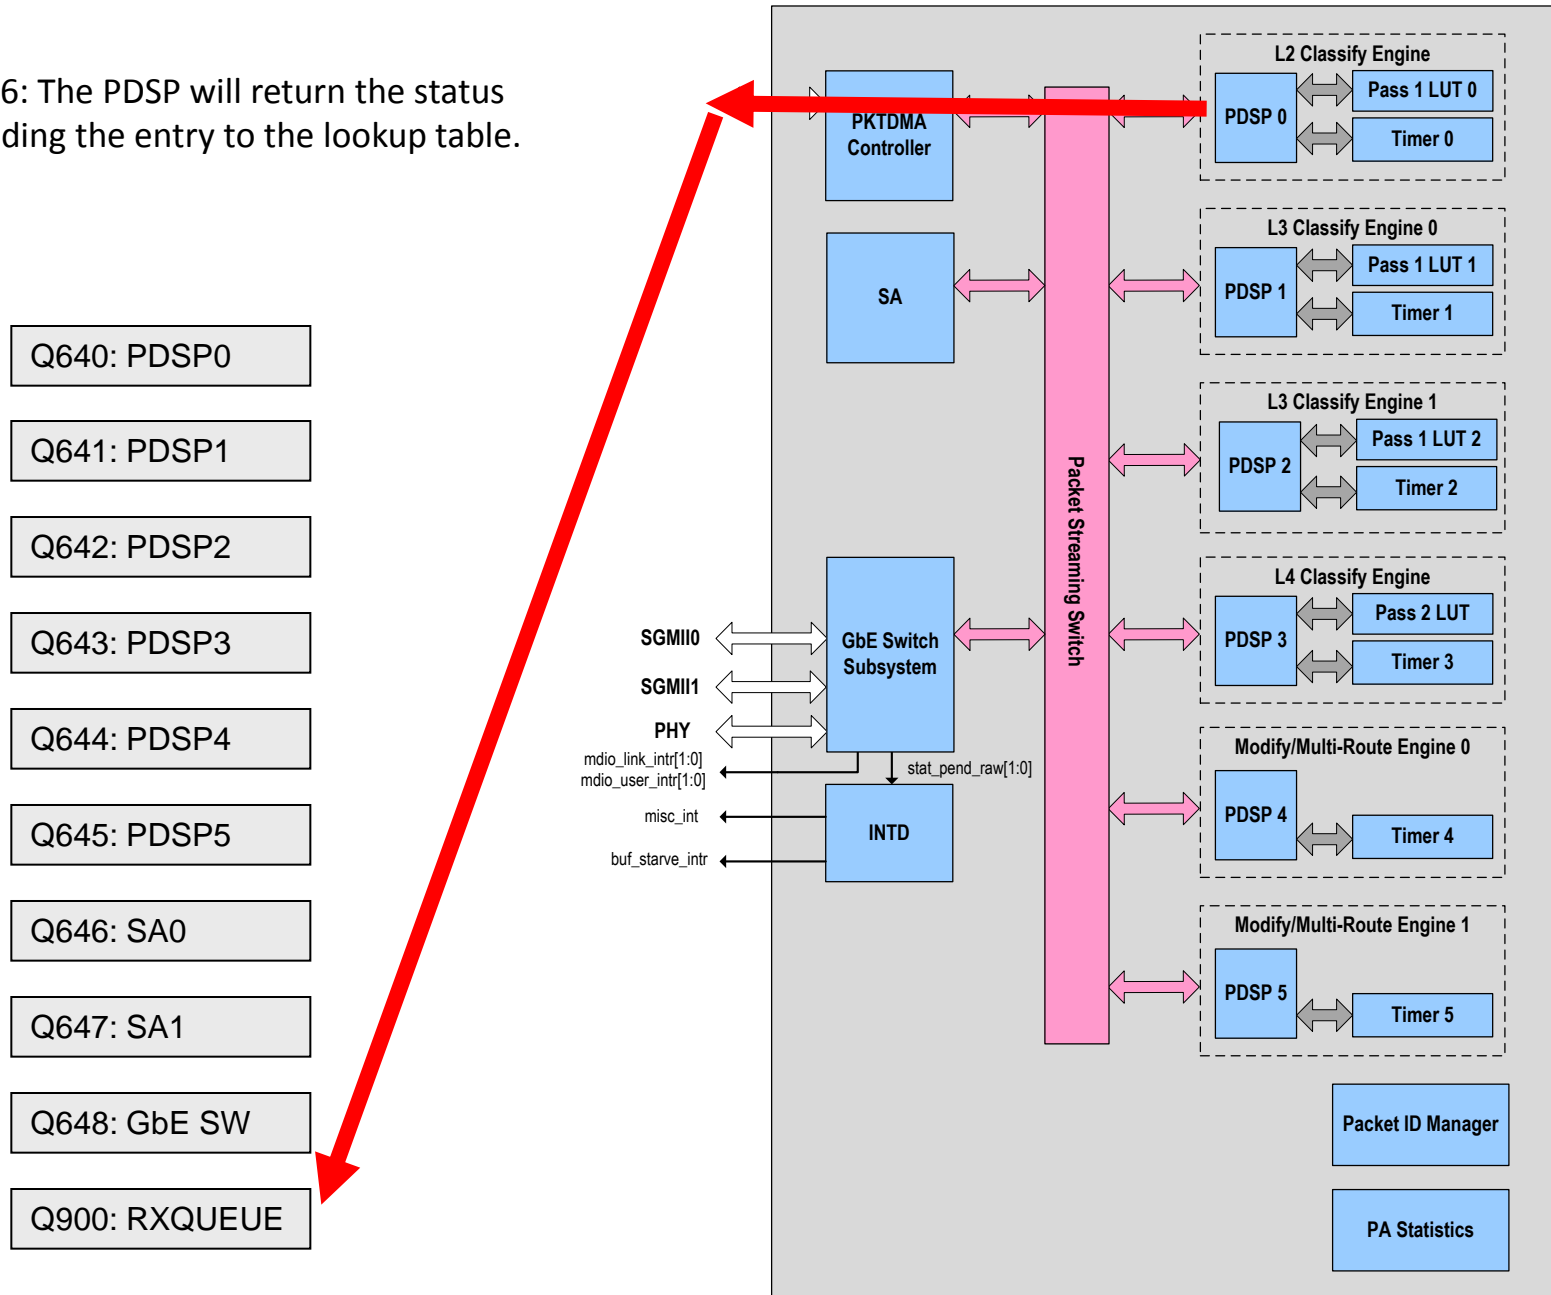 6: The PDSP will return the status
ding the entry to the lookup table.
Q640: PDSP0
Q641: PDSP1
Q642: PDSP2
Q643: PDSP3
Q644: PDSP4
Q645: PDSP5
Q646: SA0
Q647: SA1
Q648: GbE SW
Q900: RXQUEUE
PKTDMA
Controller
SA
GbE Switch
Subsystem
INTD
SGMII0
SGMII1
PHY
mdio_link_intr[1:0]
mdio_user_intr[1:0]
stat_pend_raw[1:0]
misc_int
buf_starve_intr
Packet Streaming Switch
L2 Classify Engine
PDSP 0
Pass 1 LUT 0
Timer 0
L3 Classify Engine 0
PDSP 1
Pass 1 LUT 1
Timer 1
L3 Classify Engine 1
PDSP 2
Pass 1 LUT 2
Timer 2
L4 Classify Engine
PDSP 3
Pass 2 LUT
Timer 3
Modify/Multi-Route Engine 0
PDSP 4
Timer 4
Modify/Multi-Route Engine 1
PDSP 5
Timer 5
Packet ID Manager
PA Statistics